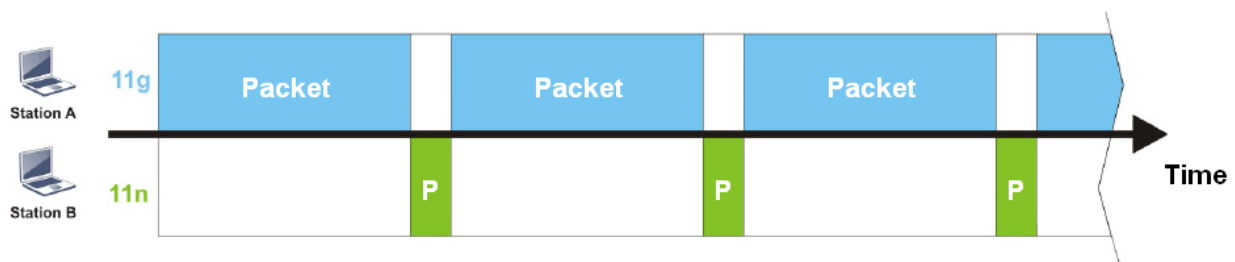 11g
Packet
Packet
Packet
Station A
P
P
P
Time
11n
Station B